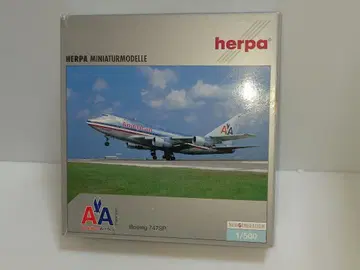 herpa
HERPA MINIATURMODELLE
American
AA
AA
Boeing 747SP
1/500